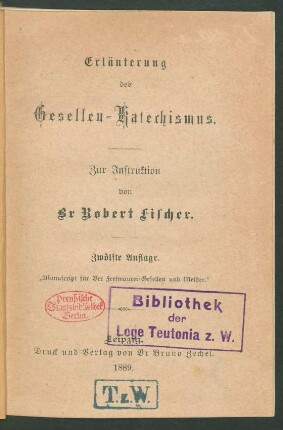 Erläuterung
des
Gesellen-Katechismus.
Zur Instruktion
von
Br Robert Fischer.
Zwölfte Auflage.
„Manuscript für Brr Freimaurer-Gesellen und Meister.“
Preußische
Staatsbibliothek
Berlin
Bibliothek
der
Loge Teutonia z. W.
Leipzig.
Druck und Verlag von Br Bruno Zechel.
1889.
T.z.W.